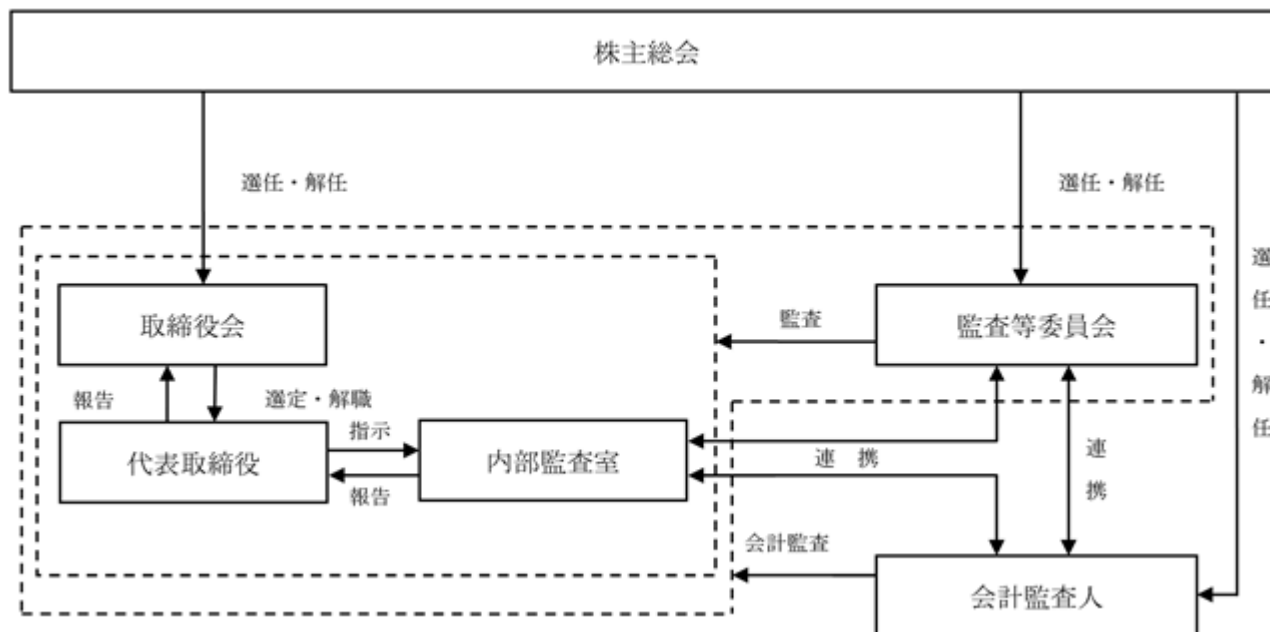 株主総会
選任・解任
選任・解任
選任・解任
取締役会
監査
監査等委員会
報告
選定・解職
代表取締役
指示
報告
内部監査室
連 携
連携
会計監査
会計監査人